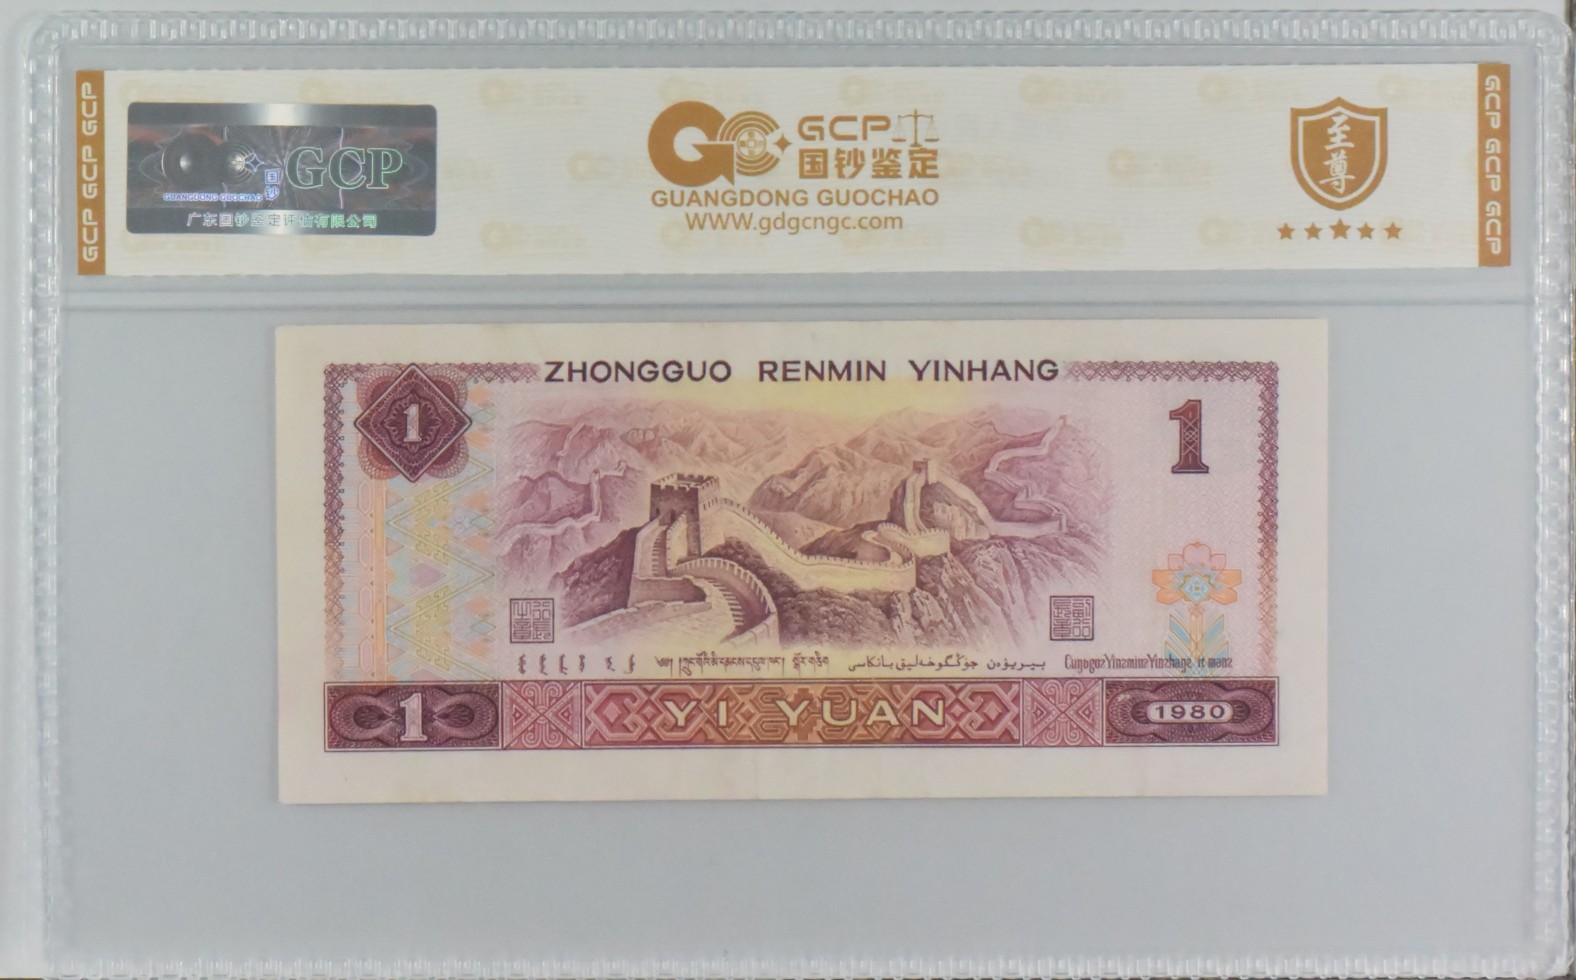 GCP GCP GCP
GCP
国钞
GUANGDONG GUOCHAO
广东国钞鉴定评估有限公司
GCP
国钞鉴定
GUANGDONG GUOCHAO
WWW.gdgcngc.com
至尊
GCP GCP GCP
ZHONGGUO RENMIN YINHANG
1
1
YI YUAN
1
1980